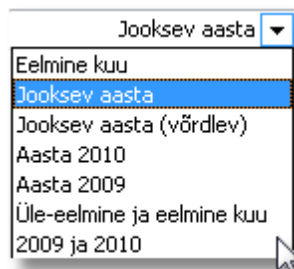 Jooksev aasta
Eelmine kuu
Jooksev aasta
Jooksev aasta (võrdlev)
Aasta 2010
Aasta 2009
Üle-eelmine ja eelmine kuu
2009 ja 2010